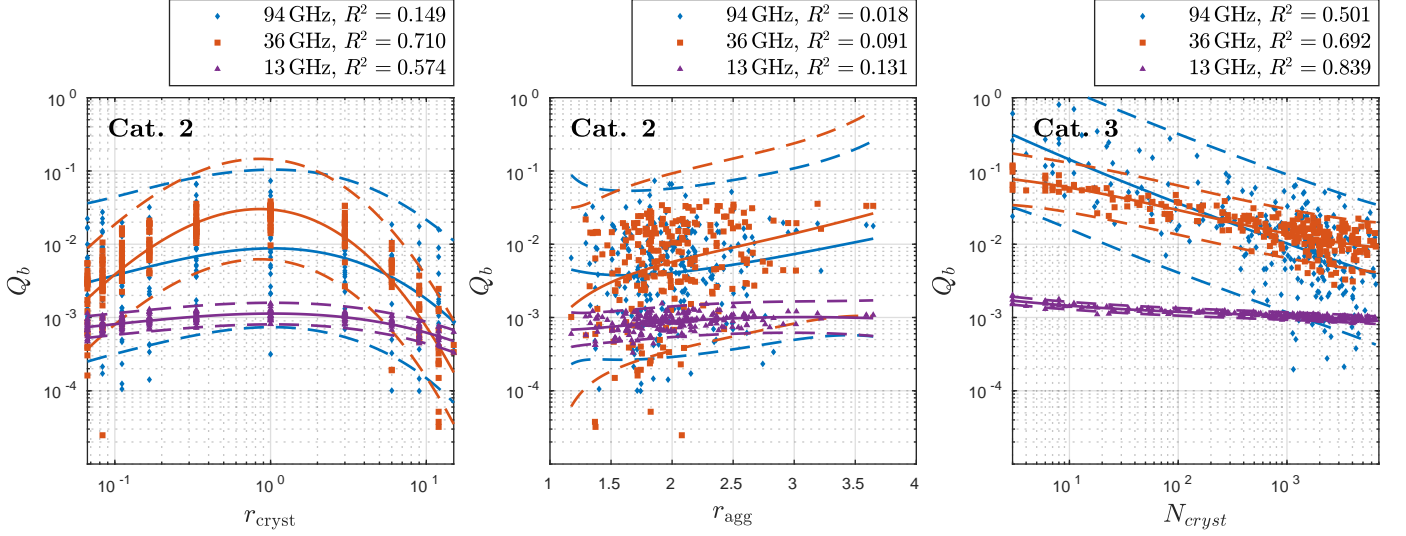 94 GHz, R² = 0.149
36 GHz, R² = 0.710
13 GHz, R² = 0.574
Cat. 2
10⁰
10⁻¹
10⁻²
10⁻³
10⁻⁴
Q_b
10⁻¹ 10⁰ 10¹
r_cryst
94 GHz, R² = 0.018
36 GHz, R² = 0.091
13 GHz, R² = 0.131
Cat. 2
10⁰
10⁻¹
10⁻²
10⁻³
10⁻⁴
Q_b
1 1.5 2 2.5 3 3.5 4
r_agg
94 GHz, R² = 0.501
36 GHz, R² = 0.692
13 GHz, R² = 0.839
Cat. 3
10⁰
10⁻¹
10⁻²
10⁻³
10⁻⁴
Q_b
10¹ 10² 10³
N_cryst